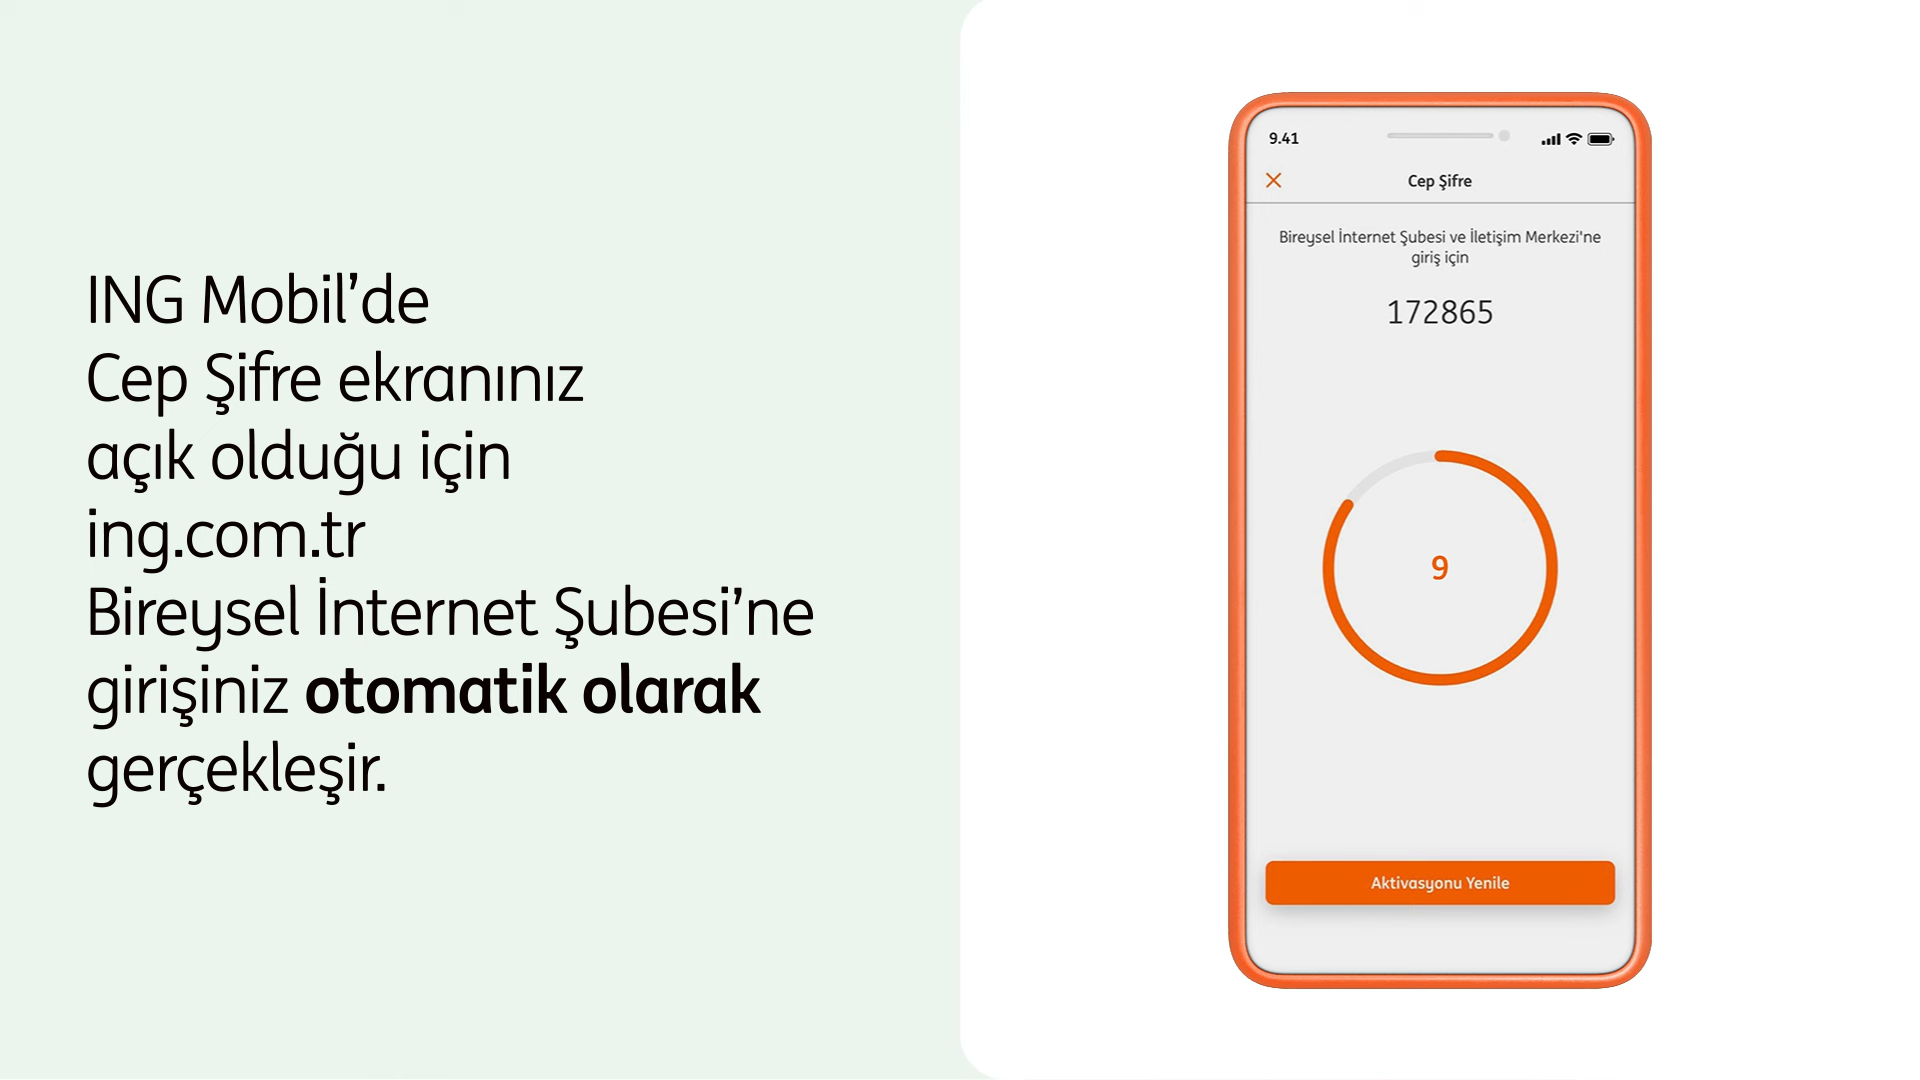 ING Mobil’de
Cep Şifre ekranınız
açık olduğu için
ing.com.tr
Bireysel İnternet Şubesi’ne
girişiniz otomatik olarak
gerçekleşir.
9.41
Cep Şifre
Bireysel İnternet Şubesi ve İletişim Merkezi'ne
giriş için
172865
9
Aktivasyonu Yenile